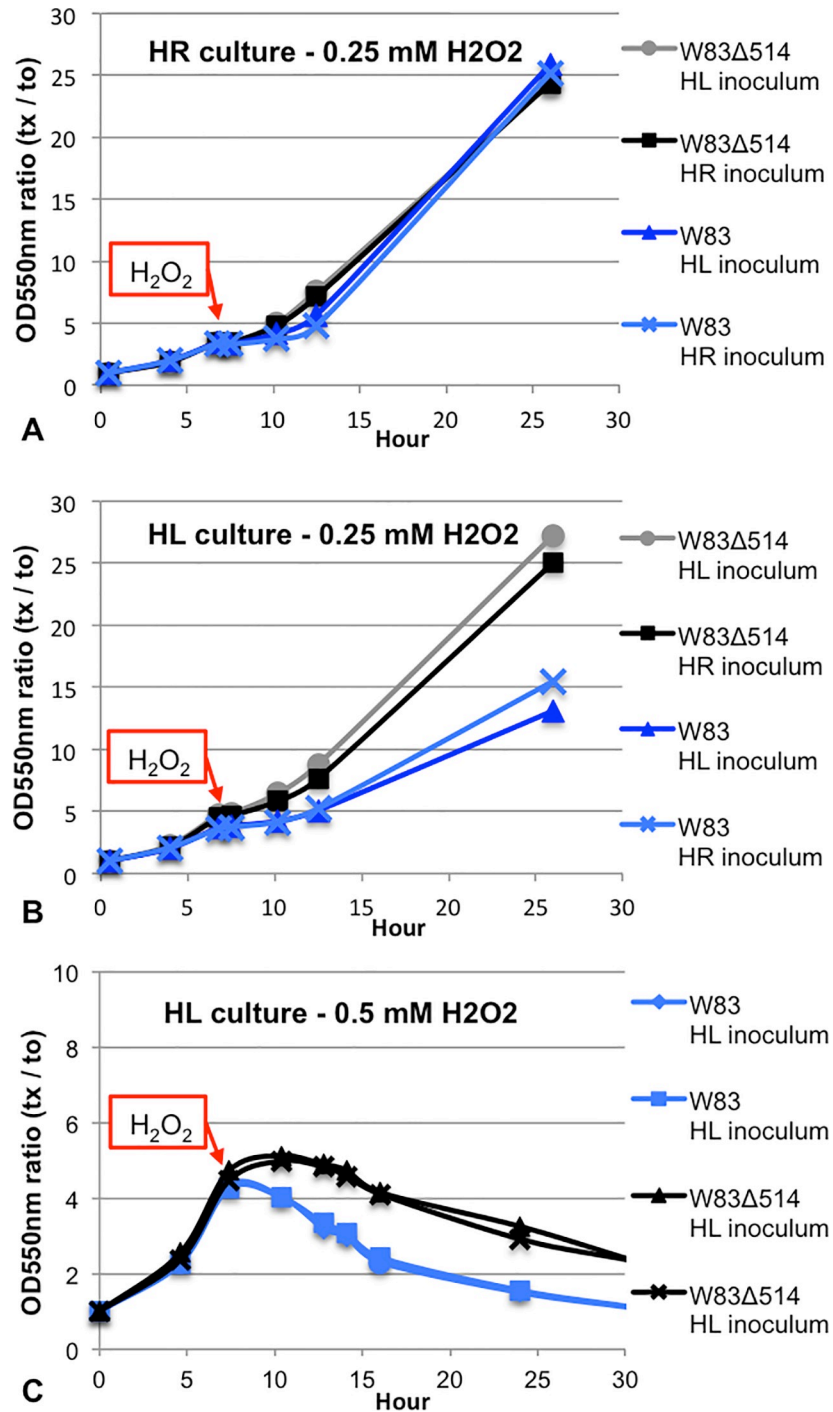 HR culture - 0.25 mM H2O2
OD550nm ratio (tx / to)
30
25
20
15
10
5
0
H₂O₂
0 5 10 15 20 25 30
Hour
A
W83Δ514
HL inoculum
W83Δ514
HR inoculum
W83
HL inoculum
W83
HR inoculum
HL culture - 0.25 mM H2O2
OD550nm ratio (tx / to)
30
25
20
15
10
5
0
H₂O₂
0 5 10 15 20 25 30
Hour
B
W83Δ514
HL inoculum
W83Δ514
HR inoculum
W83
HL inoculum
W83
HR inoculum
HL culture - 0.5 mM H2O2
OD550nm ratio (tx / to)
10
8
6
4
2
0
H₂O₂
0 5 10 15 20 25 30
Hour
C
W83
HL inoculum
W83
HL inoculum
W83Δ514
HL inoculum
W83Δ514
HL inoculum